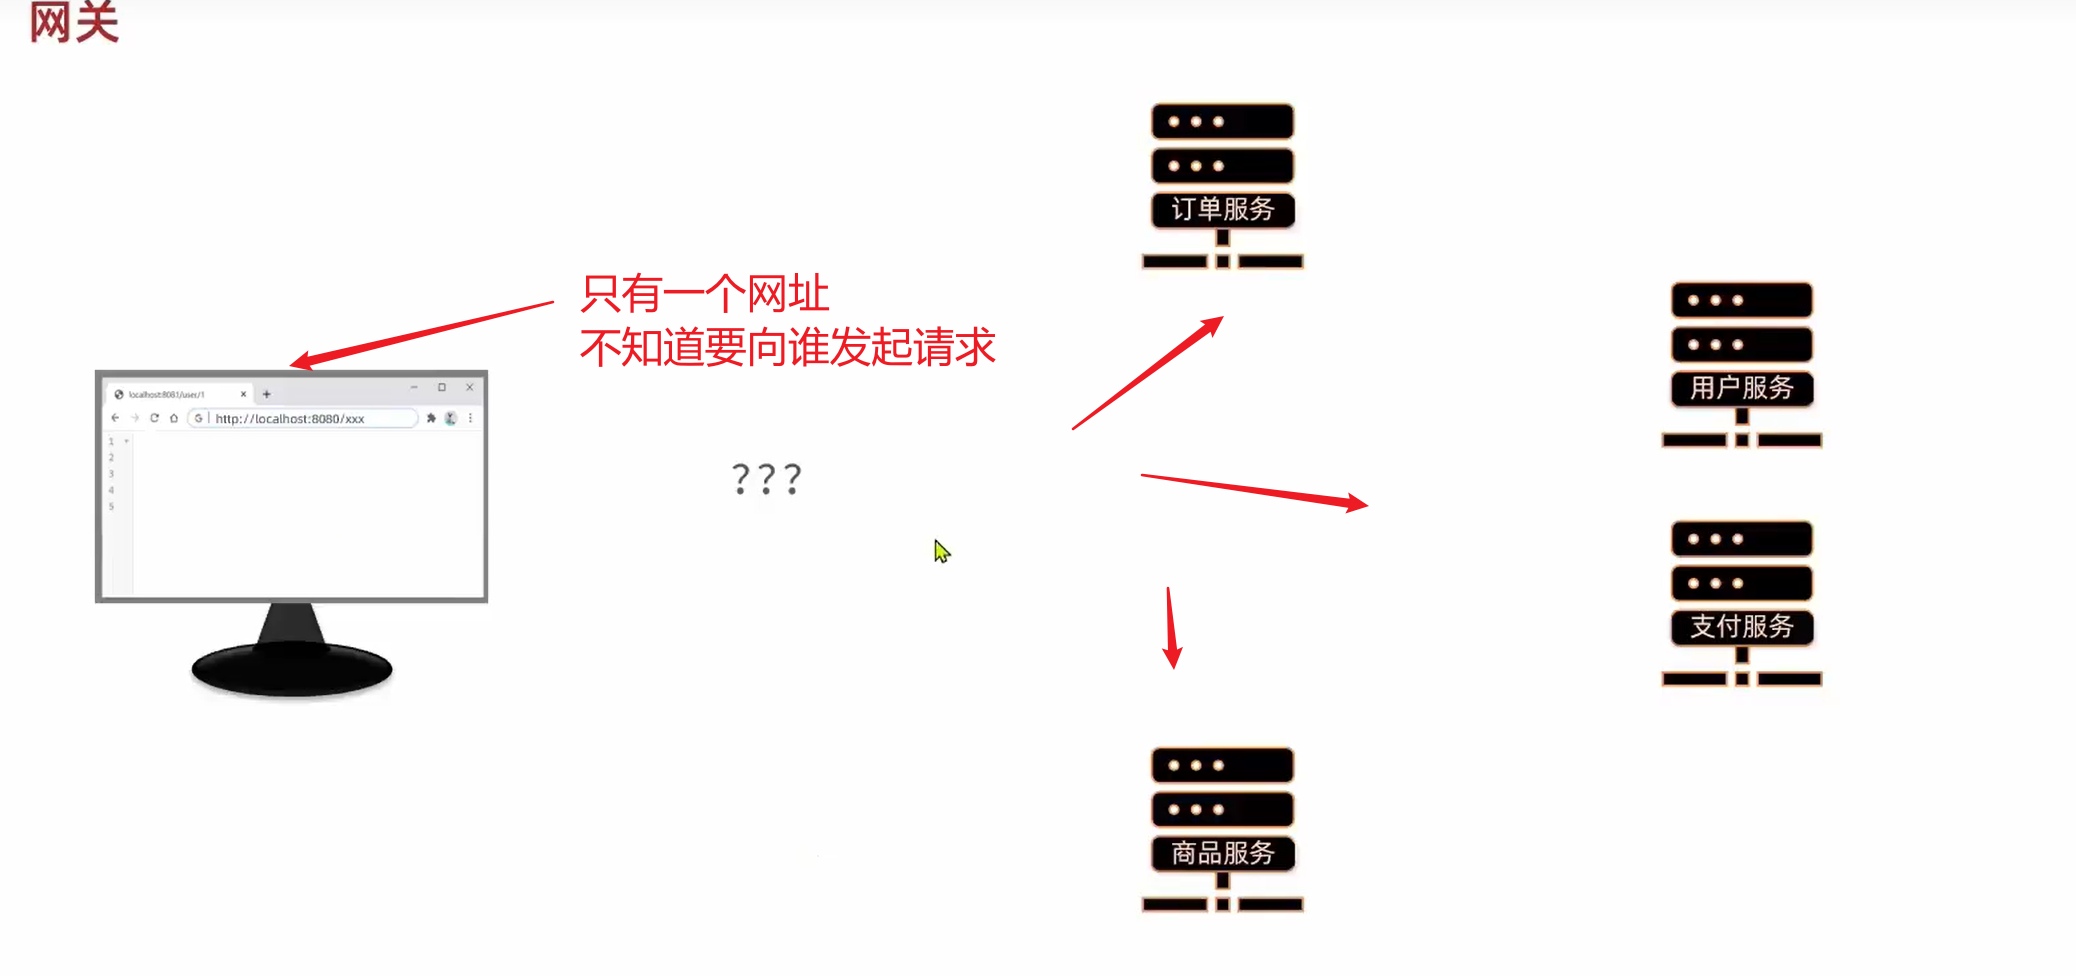 网关
订单服务
只有一个网址
不知道要向谁发起请求
用户服务
localhost:8081/user/1
http://localhost:8080/xxx
1
2
3
4
5
???
支付服务
商品服务